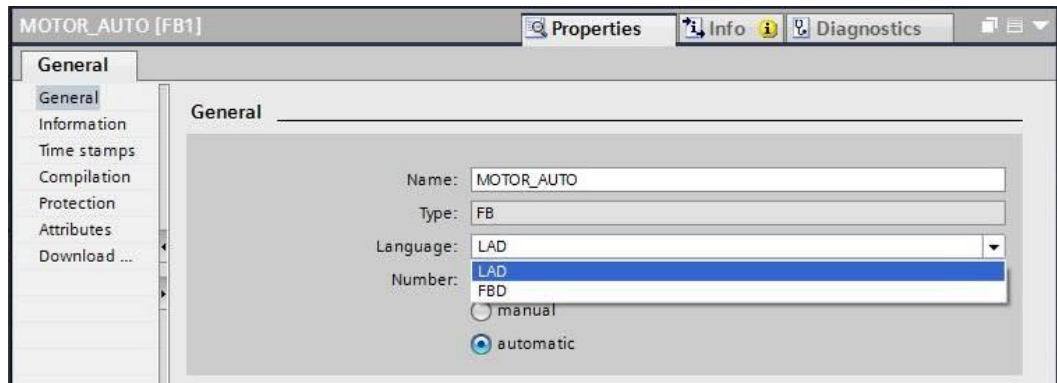 MOTOR_AUTO [FB1]
Properties
Info
Diagnostics
General
General
Information
Time stamps
Compilation
Protection
Attributes
Download ...
General
Name: MOTOR_AUTO
Type: FB
Language: LAD
LAD
Number:
FBD
manual
automatic